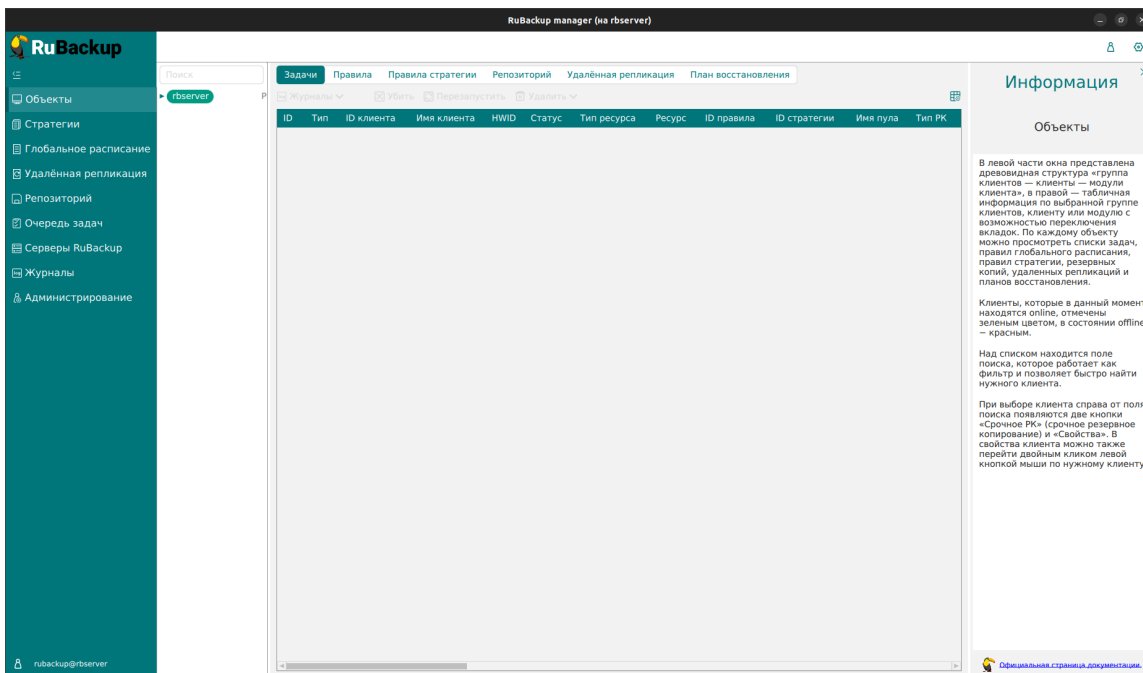 RuBackup manager (на rbserver)
RuBackup
Поиск
Задачи Правила Правила стратегии Репозиторий Удалённая репликация План восстановления
Информация
Объекты
rbserver
Р
Журналы Убить Перезапустить Удалить
Стратегии
ID Тип ID клиента Имя клиента HWID Статус Тип ресурса Ресурс ID правила ID стратегии Имя пула Тип РК
Объекты
Глобальное расписание
Удалённая репликация
Репозиторий
Очередь задач
Серверы RuBackup
Журналы
Администрирование
В левой части окна представлена
древовидная структура «группа
клиентов — клиенты — модули
клиента», в правой — табличная
информация по выбранной группе
клиентов, клиенту или модулю с
возможностью переключения
вкладок. По каждому объекту
можно просмотреть списки задач,
правил глобального расписания,
правил стратегии, резервных
копий, удаленных репликаций и
планов восстановления.
Клиенты, которые в данный момент
находятся online, отмечены
зеленым цветом, в состоянии offline
− красным.
Над списком находится поле
поиска, которое работает как
фильтр и позволяет быстро найти
нужного клиента.
При выборе клиента справа от поля
поиска появляются две кнопки
«Срочное РК» (срочное резервное
копирование) и «Свойства». В
свойства клиента можно также
перейти двойным кликом левой
кнопкой мыши по нужному клиенту
rubackup@rbserver
Официальная страница документации.